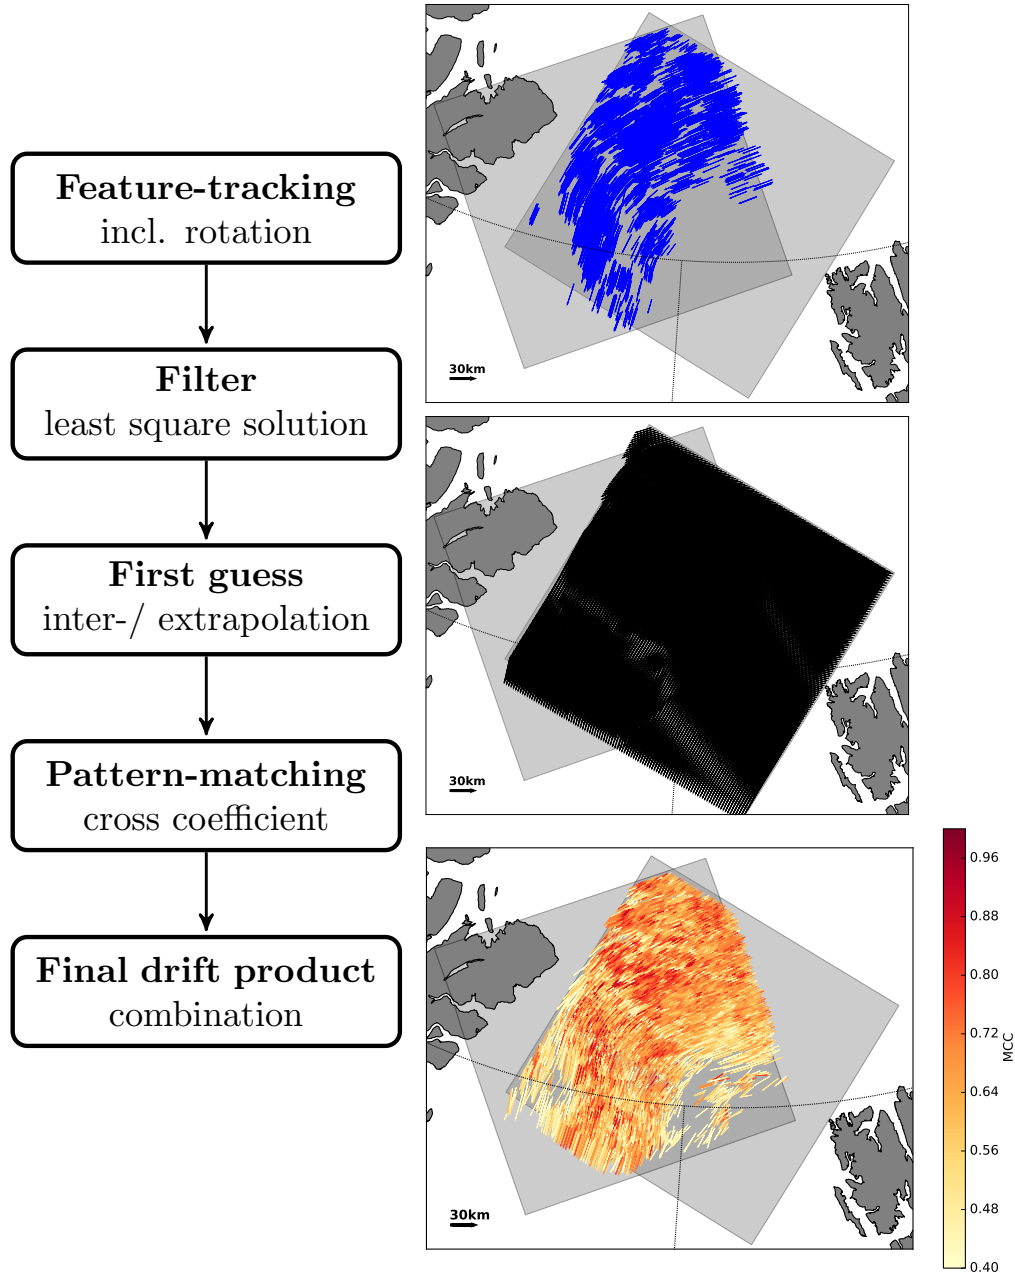 Feature-tracking
incl. rotation
Filter
least square solution
First guess
inter-/ extrapolation
Pattern-matching
cross coefficient
Final drift product
combination
30km
30km
30km
0.96
0.88
0.80
0.72
0.64
0.56
0.48
0.40
MCC